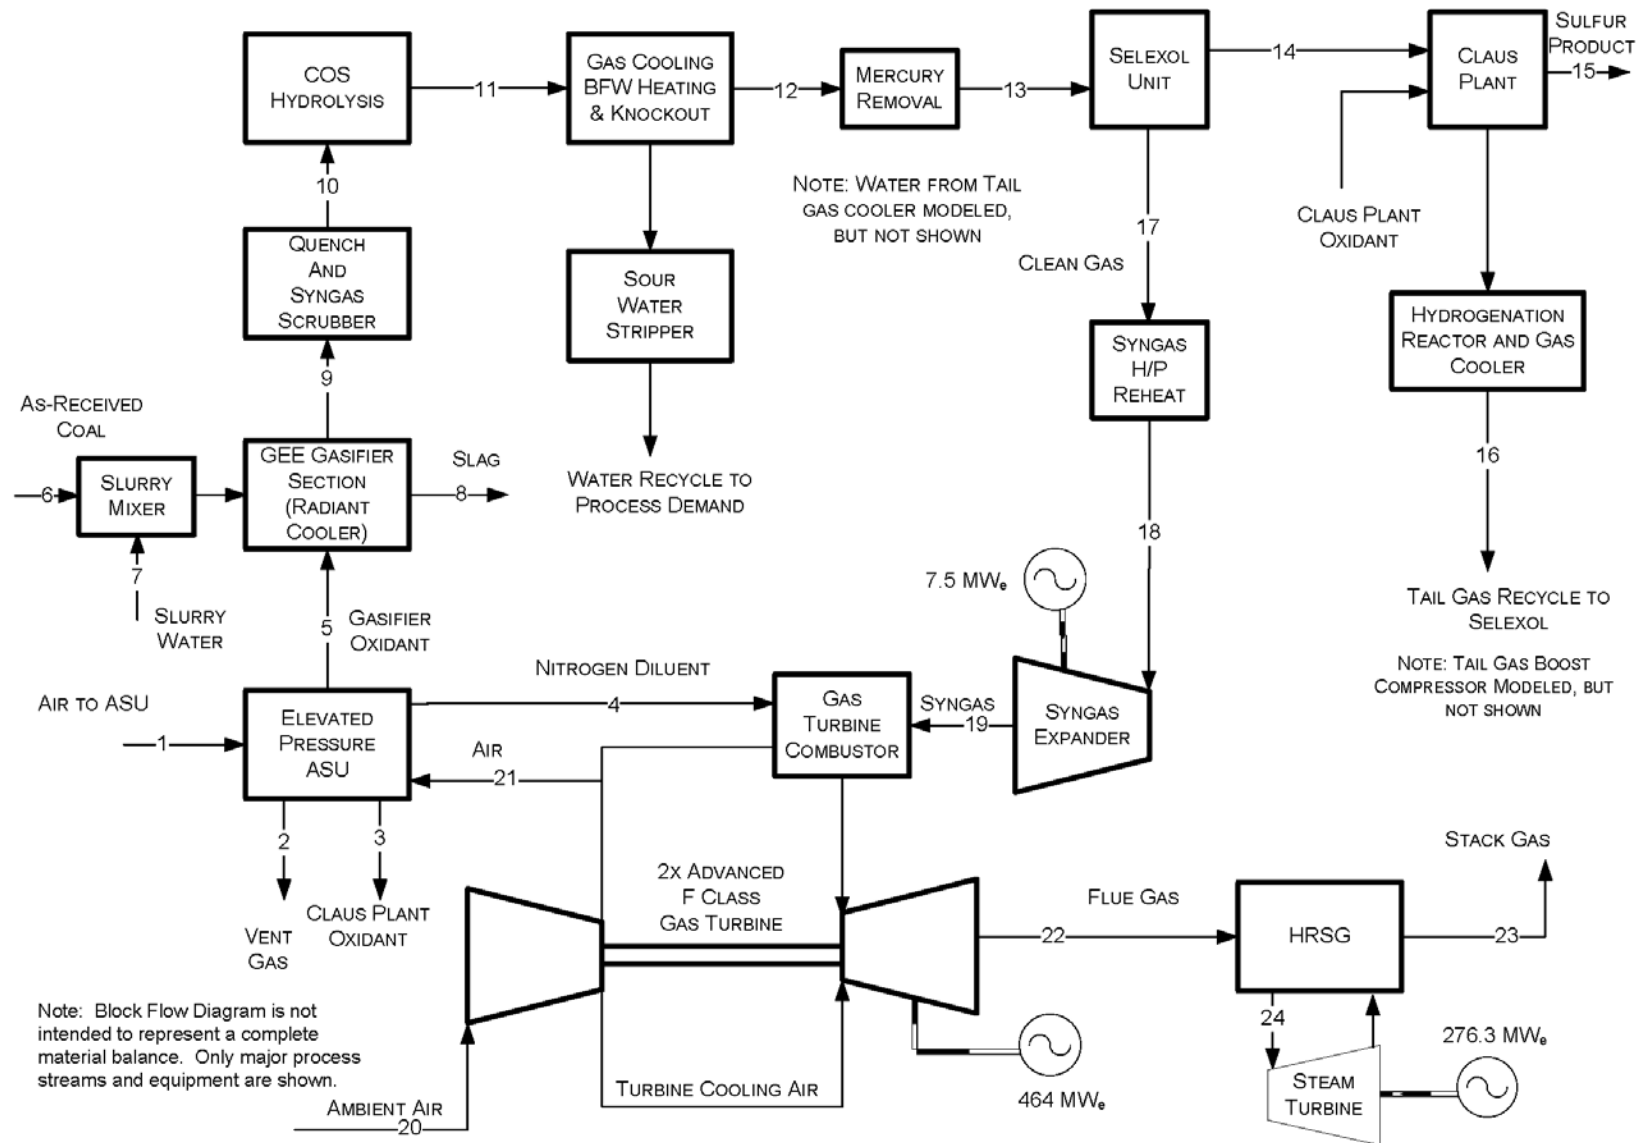 COS
HYDROLYSIS
11
GAS COOLING
BFW HEATING
& KNOCKOUT
12
MERCURY
REMOVAL
13
SELEXOL
UNIT
14
CLAUS
PLANT
SULFUR
PRODUCT
15
10
NOTE: WATER FROM TAIL
GAS COOLER MODELED,
BUT NOT SHOWN
17
CLEAN GAS
CLAUS PLANT
OXIDANT
QUENCH
AND
SYNGAS
SCRUBBER
SOUR
WATER
STRIPPER
SYNGAS
H/P
REHEAT
HYDROGENATION
REACTOR AND GAS
COOLER
9
AS-RECEIVED
COAL
6
SLURRY
MIXER
GEE GASIFIER
SECTION
(RADIANT
COOLER)
SLAG
8
WATER RECYCLE TO
PROCESS DEMAND
16
18
7
SLURRY
WATER
5
GASIFIER
OXIDANT
7.5 MWe
TAIL GAS RECYCLE TO
SELEXOL
NOTE: TAIL GAS BOOST
COMPRESSOR MODELED, BUT
NOT SHOWN
AIR TO ASU
1
ELEVATED
PRESSURE
ASU
NITROGEN DILUENT
4
GAS
TURBINE
COMBUSTOR
SYNGAS
19
SYNGAS
EXPANDER
AIR
21
2
3
VENT
GAS
CLAUS PLANT
OXIDANT
2X ADVANCED
F CLASS
GAS TURBINE
FLUE GAS
22
HRSG
STACK GAS
23
24
276.3 MWe
STEAM
TURBINE
464 MWe
TURBINE COOLING AIR
AMBIENT AIR
20
Note: Block Flow Diagram is not
intended to represent a complete
material balance. Only major process
streams and equipment are shown.